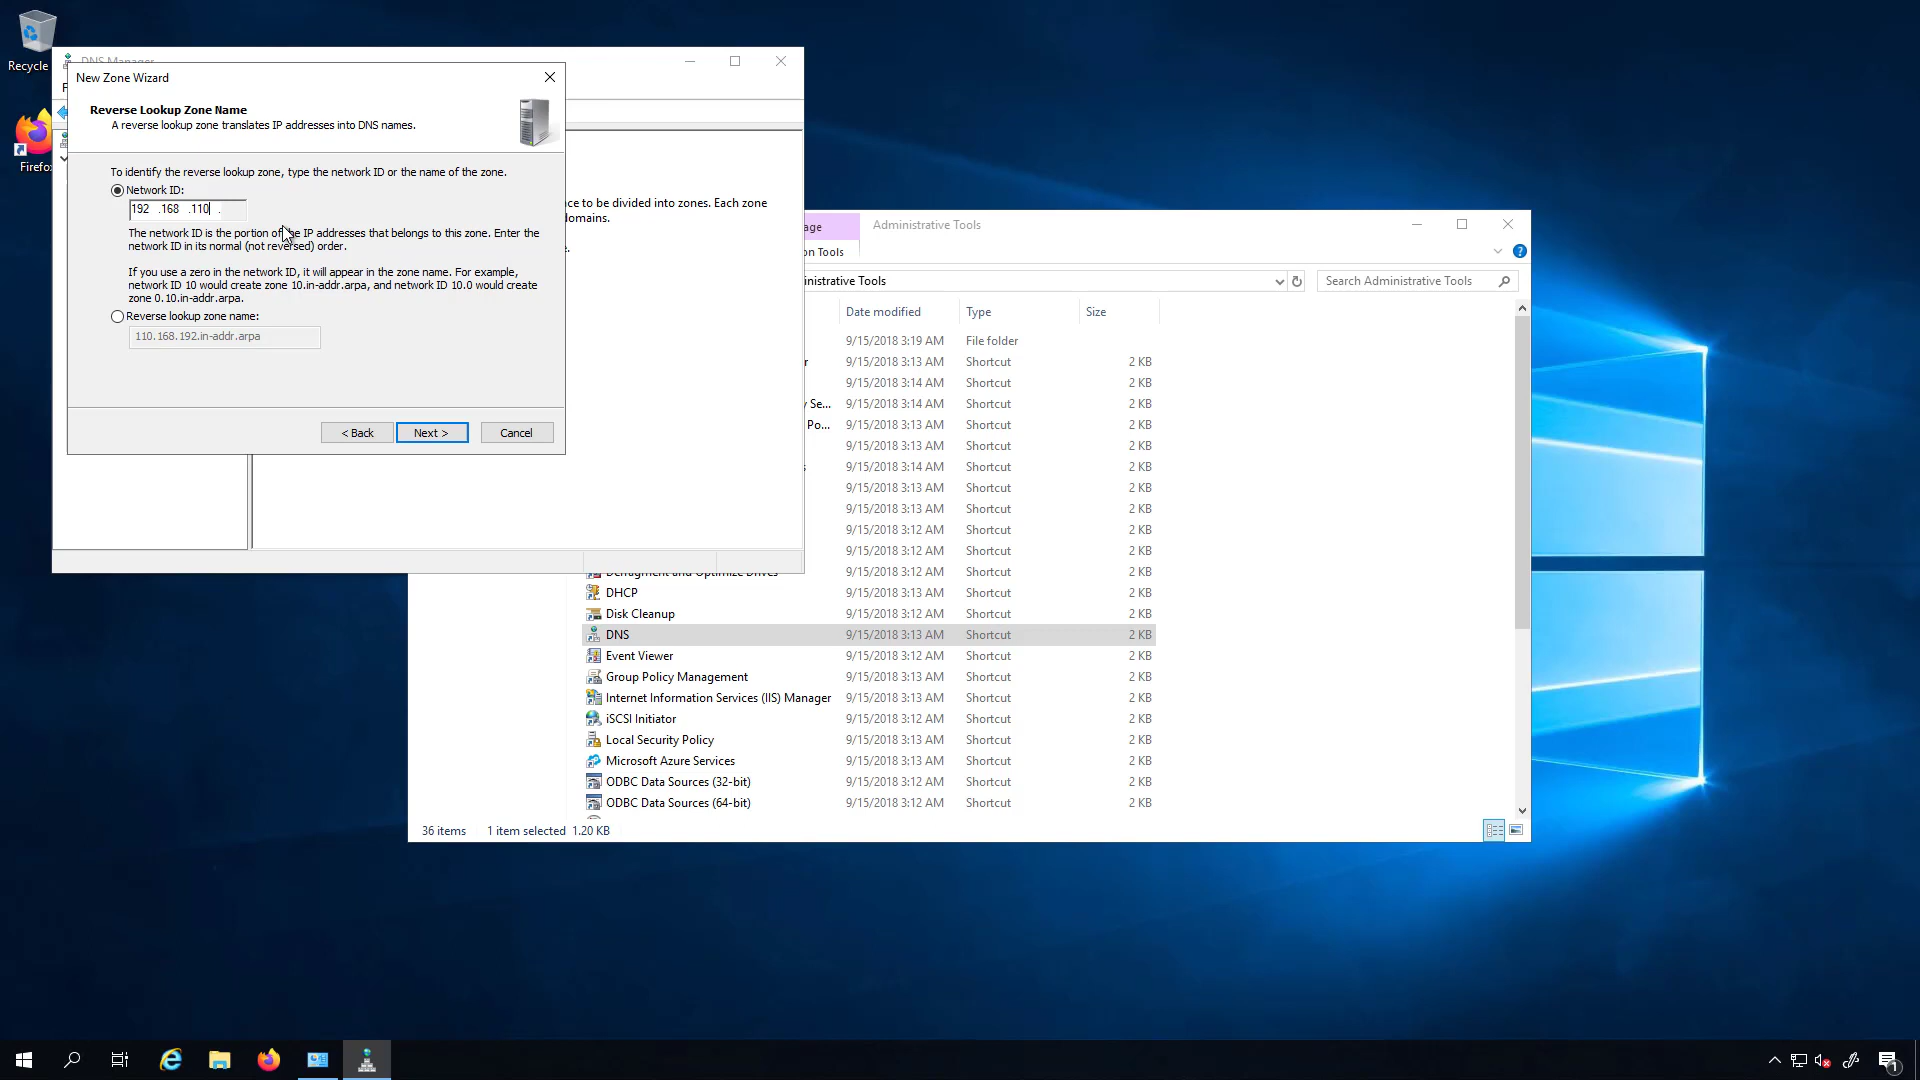 Recycle
Firefox
DNS Manager
New Zone Wizard
Reverse Lookup Zone Name
A reverse lookup zone translates IP addresses into DNS names.
To identify the reverse lookup zone, type the network ID or the name of the zone.
Network ID:
192 .168 .110 .
The network ID is the portion of the IP addresses that belongs to this zone. Enter the
network ID in its normal (not reversed) order.
If you use a zero in the network ID, it will appear in the zone name. For example,
network ID 10 would create zone 10.in-addr.arpa, and network ID 10.0 would create
zone 0.10.in-addr.arpa.
Reverse lookup zone name:
110.168.192.in-addr.arpa
< Back
Next >
Cancel
ce to be divided into zones. Each zone
domains.
age
Administrative Tools
on Tools
inistrative Tools
Search Administrative Tools
Date modified
Type
Size
9/15/2018 3:19 AM File folder
r 9/15/2018 3:13 AM Shortcut 2 KB
9/15/2018 3:14 AM Shortcut 2 KB
y Se... 9/15/2018 3:14 AM Shortcut 2 KB
Po... 9/15/2018 3:13 AM Shortcut 2 KB
9/15/2018 3:13 AM Shortcut 2 KB
s 9/15/2018 3:14 AM Shortcut 2 KB
9/15/2018 3:13 AM Shortcut 2 KB
9/15/2018 3:13 AM Shortcut 2 KB
9/15/2018 3:12 AM Shortcut 2 KB
9/15/2018 3:12 AM Shortcut 2 KB
Defragment and Optimize Drives 9/15/2018 3:12 AM Shortcut 2 KB
DHCP 9/15/2018 3:13 AM Shortcut 2 KB
Disk Cleanup 9/15/2018 3:12 AM Shortcut 2 KB
DNS 9/15/2018 3:13 AM Shortcut 2 KB
Event Viewer 9/15/2018 3:12 AM Shortcut 2 KB
Group Policy Management 9/15/2018 3:13 AM Shortcut 2 KB
Internet Information Services (IIS) Manager 9/15/2018 3:13 AM Shortcut 2 KB
iSCSI Initiator 9/15/2018 3:12 AM Shortcut 2 KB
Local Security Policy 9/15/2018 3:13 AM Shortcut 2 KB
Microsoft Azure Services 9/15/2018 3:13 AM Shortcut 2 KB
ODBC Data Sources (32-bit) 9/15/2018 3:12 AM Shortcut 2 KB
ODBC Data Sources (64-bit) 9/15/2018 3:12 AM Shortcut 2 KB
36 items 1 item selected 1.20 KB
1